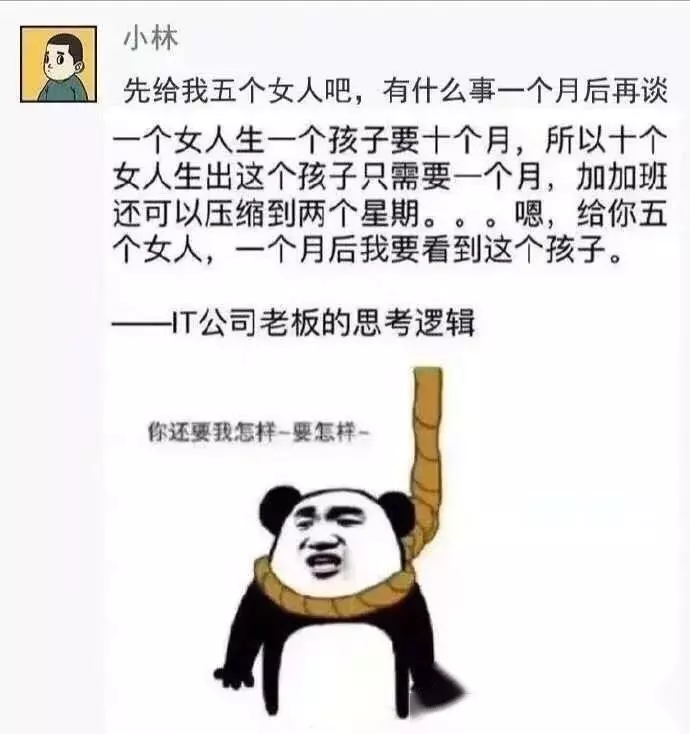 小林
先给我五个女人吧，有什么事一个月后再谈
一个女人生一个孩子要十个月，所以十个
女人生出这个孩子只需要一个月，加加班
还可以压缩到两个星期。。。嗯，给你五
个女人，一个月后我要看到这个孩子。
——IT公司老板的思考逻辑
你还要我怎样~要怎样~